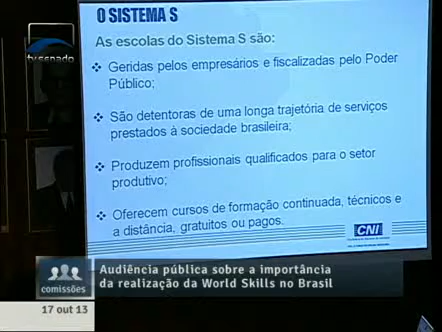 O SISTEMA S
tv senado
As escolas do Sistema S são:
❖ Geridas pelos empresários e fiscalizadas pelo Poder
Público;
❖ São detentoras de uma longa trajetória de serviços
prestados à sociedade brasileira;
❖ Produzem profissionais qualificados para o setor
produtivo;
❖ Oferecem cursos de formação continuada, técnicos e
a distância, gratuitos ou pagos.
CNI
comissões
Audiência pública sobre a importância
da realização da World Skills no Brasil
17 out 13